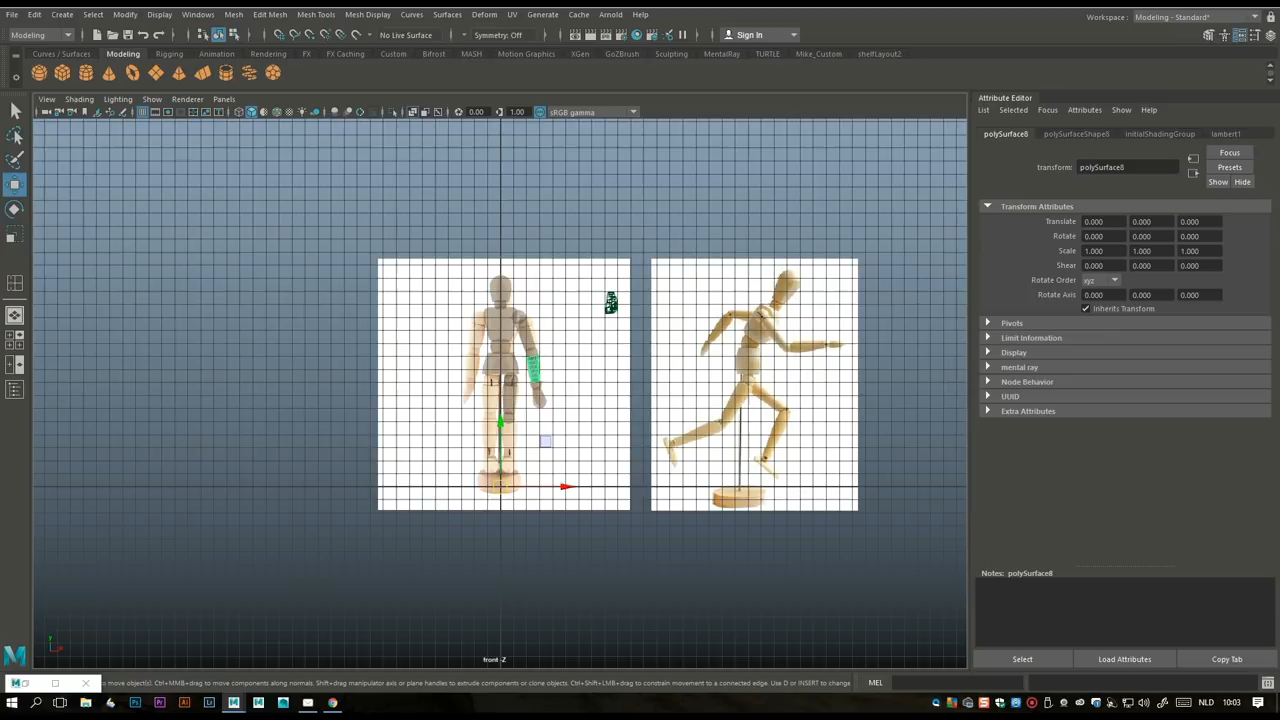 File Edit Create Select Modify Display Windows Mesh Edit Mesh Mesh Tools Mesh Display Curves Surfaces Deform UV Generate Cache Arnold Help
Workspace : Modeling - Standard*
Modeling No Live Surface Symmetry: Off Sign In
Curves / Surfaces Modeling Rigging Animation Rendering FX FX Caching Custom Bifrost MASH Motion Graphics XGen GoZBrush Sculpting MentalRay TURTLE Mike_Custom shelfLayout2
View Shading Lighting Show Renderer Panels
0.00 1.00 sRGB gamma
front -Z
Attribute Editor
List Selected Focus Attributes Show Help
polySurface8 polySurfaceShape8 initialShadingGroup lambert1
Focus
transform: polySurface8 Presets
Show Hide
Transform Attributes
Translate 0.000 0.000 0.000
Rotate 0.000 0.000 0.000
Scale 1.000 1.000 1.000
Shear 0.000 0.000 0.000
Rotate Order xyz
Rotate Axis 0.000 0.000 0.000
Inherits Transform
Pivots
Limit Information
Display
mental ray
Node Behavior
UUID
Extra Attributes
Notes: polySurface8
Select Load Attributes Copy Tab
to move object(s). Ctrl+MMB+drag to move components along normals. Shift+drag manipulator axis or plane handles to extrude components or clone objects. Ctrl+Shift+LMB+drag to constrain movement to a connected edge. Use D or INSERT to change
MEL
NLD 10:03